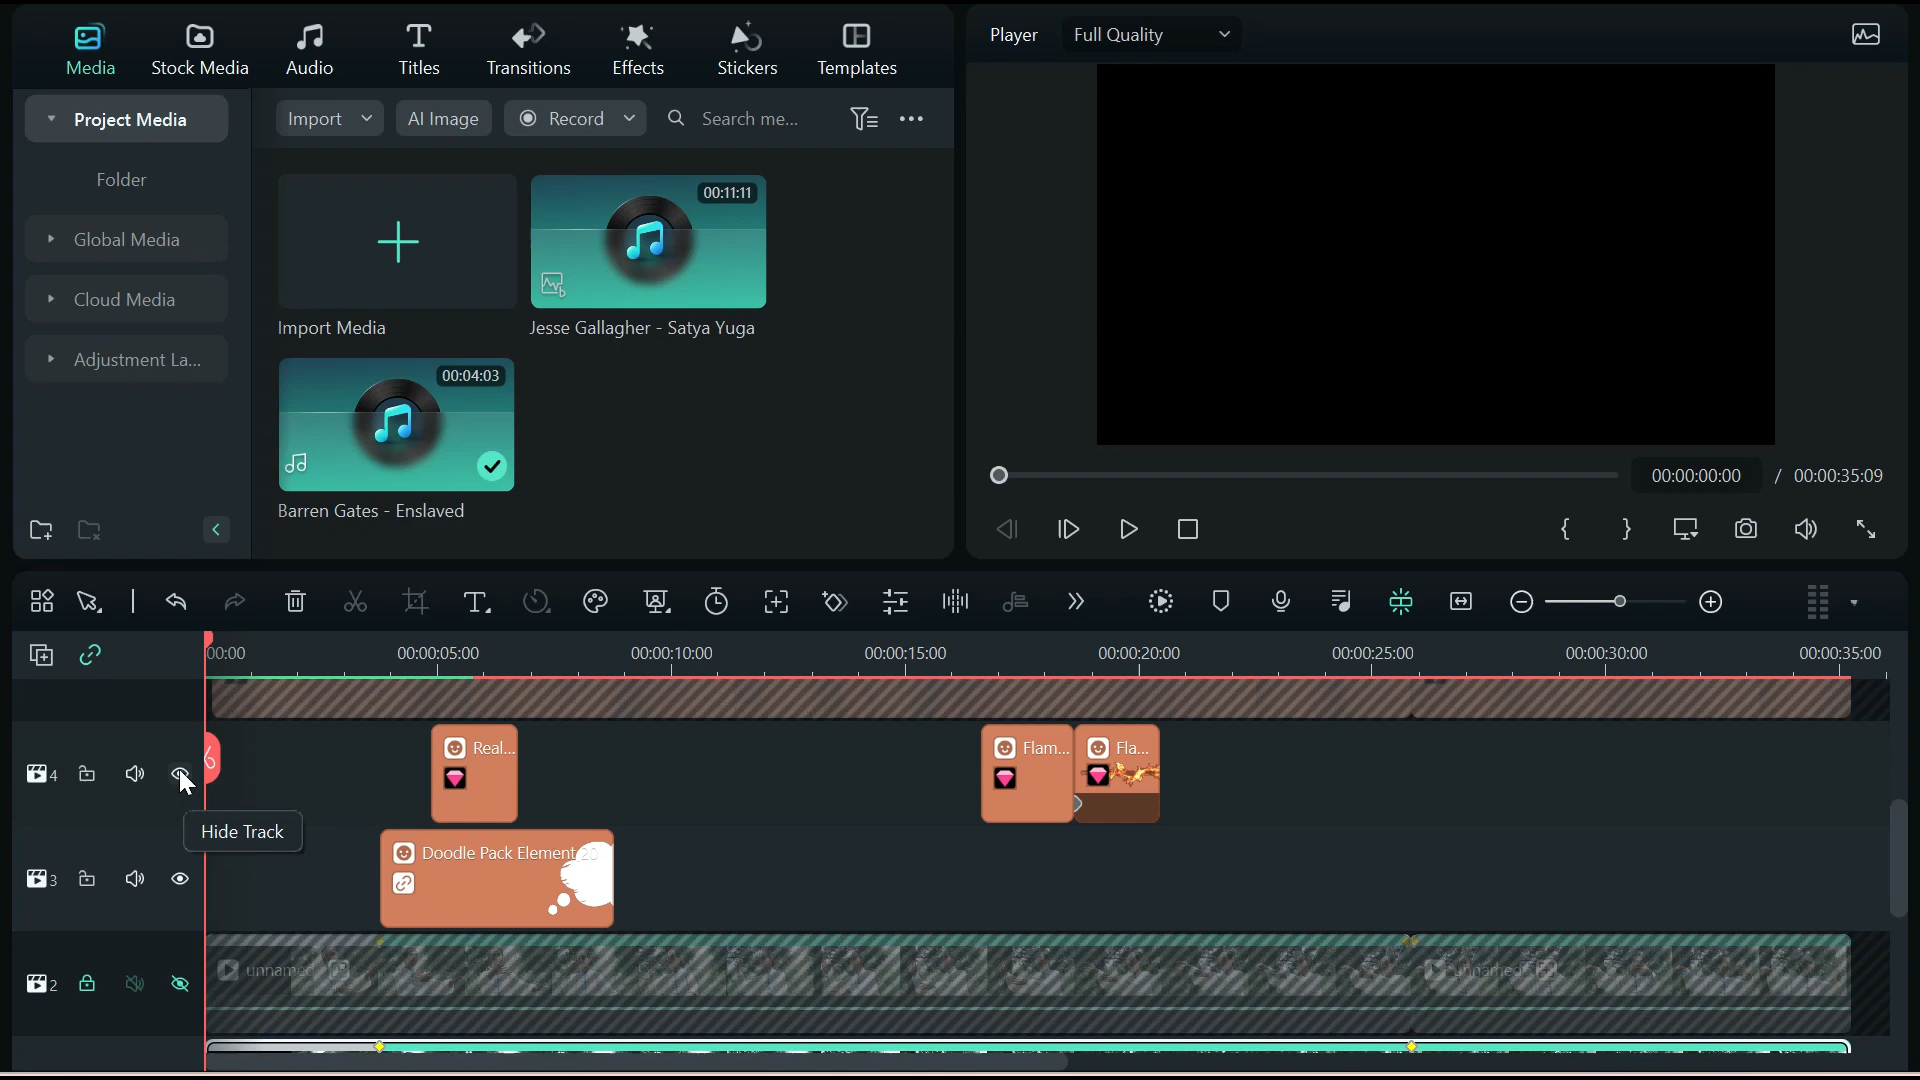 Media
Stock Media
Audio
Titles
Transitions
Effects
Stickers
Templates
Player
Full Quality
Project Media
Import
AI Image
Record
Search me...
Folder
Global Media
Cloud Media
Adjustment La...
00:11:11
Import Media
Jesse Gallagher - Satya Yuga
00:04:03
Barren Gates - Enslaved
00:00:00:00 / 00:00:35:09
00:00
00:00:05:00
00:00:10:00
00:00:15:00
00:00:20:00
00:00:25:00
00:00:30:00
00:00:35:00
4
Real...
Flam...
Fla...
Hide Track
3
Doodle Pack Element 20
2
unnamed
unnamed